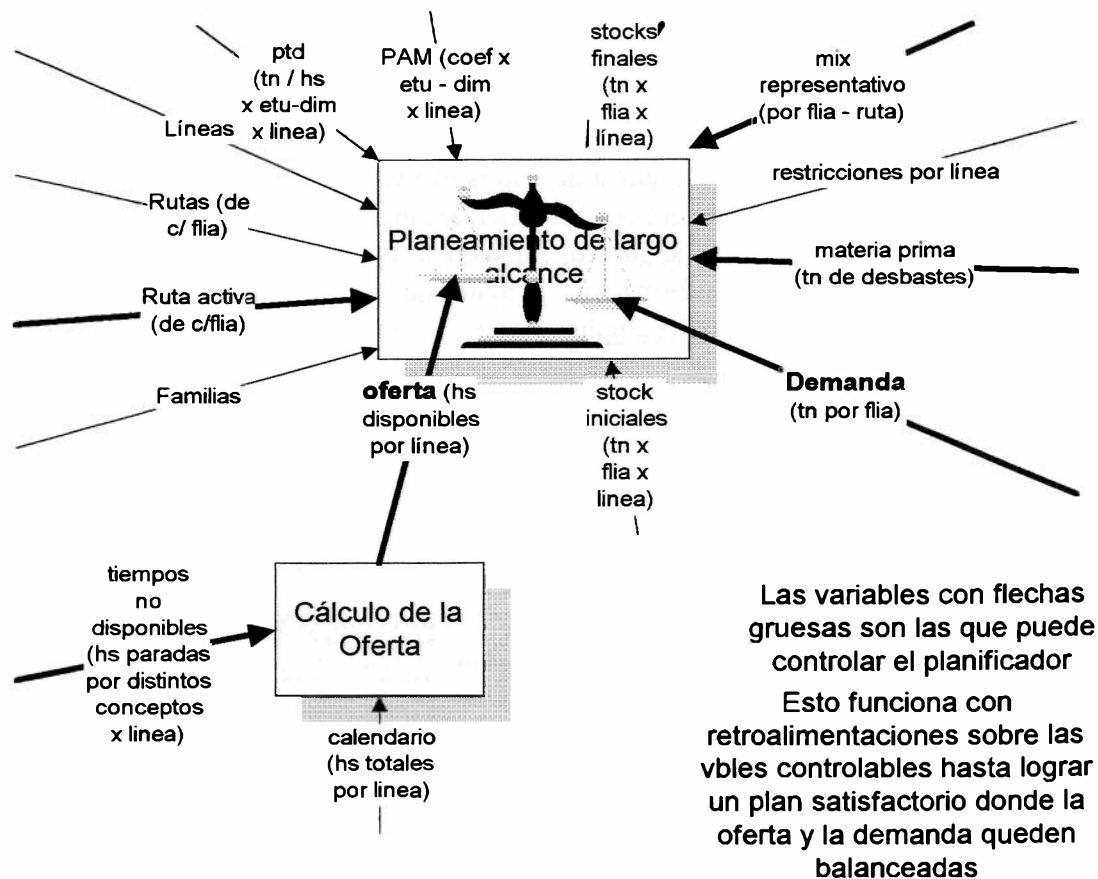 ptd
(tn / hs
x etu-dim
x linea)
PAM (coef x
etu - dim
x linea)
stocks
finales
(tn x
flia x
línea)
mix
representativo
(por flia - ruta)
Líneas
restricciones por línea
Rutas (de
c/ flia)
Planeamiento de largo
alcance
materia prima
(tn de desbastes)
Ruta activa
(de c/flia)
Familias
oferta (hs
disponibles
por línea)
stock
iniciales
(tn x
flia x
linea)
Demanda
(tn por flia)
tiempos
no
disponibles
(hs paradas
por distintos
conceptos
x linea)
Cálculo de la
Oferta
calendario
(hs totales
por linea)
Las variables con flechas
gruesas son las que puede
controlar el planificador
Esto funciona con
retroalimentaciones sobre las
vbles controlables hasta lograr
un plan satisfactorio donde la
oferta y la demanda queden
balanceadas